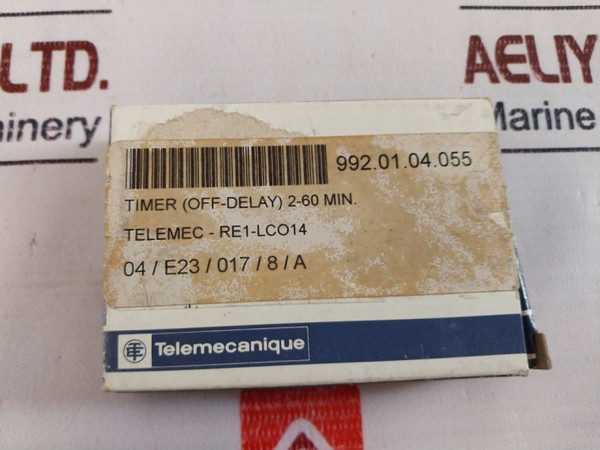 LTD.
AELIY
hinery
Marine
992.01.04.055
TIMER (OFF-DELAY) 2-60 MIN.
TELEMEC - RE1-LCO14
04 / E23 / 017 / 8 / A
Telemecanique